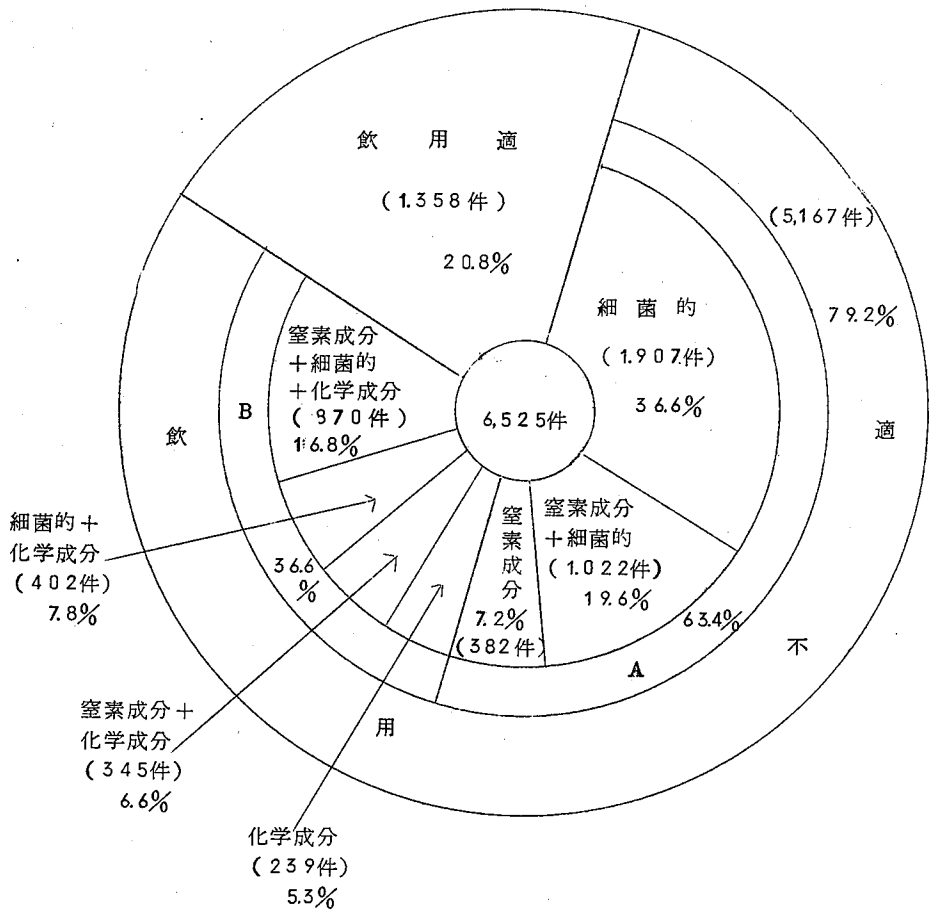 飲用適
(1.358件)
20.8%
(5,167件)
79.2%
細菌的
(1.907件)
36.6%
6,525件
窒素成分
+細菌的
+化学成分
(870件)
16.8%
B
飲
適
細菌的+
化学成分
(402件)
7.8%
36.6
%
窒素成分
7.2%
(382件)
窒素成分
+細菌的
(1.022件)
19.6%
63.4%
A
不
用
窒素成分+
化学成分
(345件)
6.6%
化学成分
(239件)
5.3%